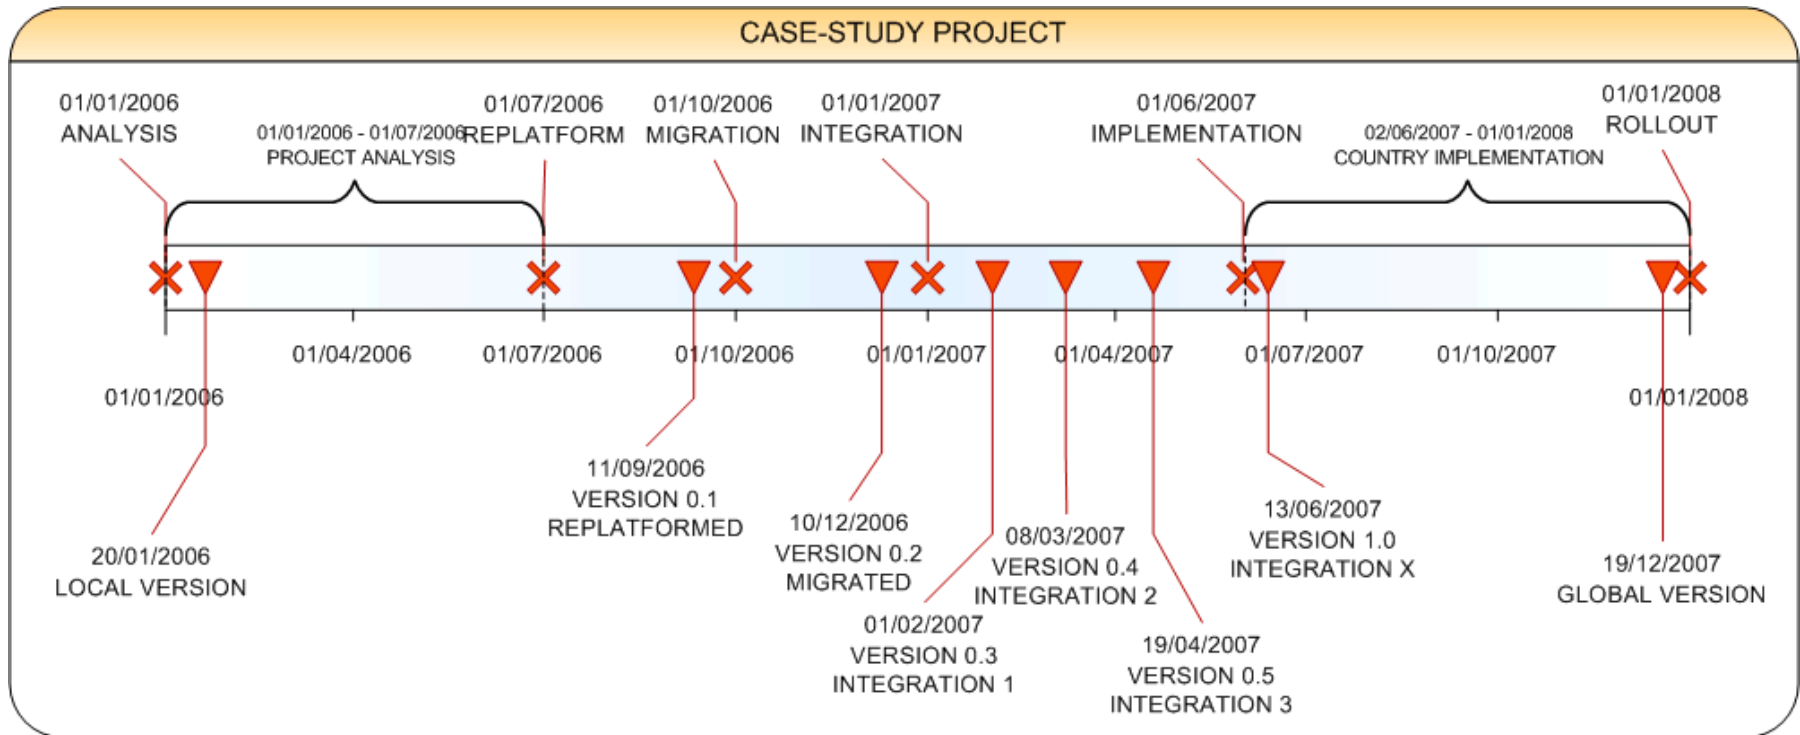 CASE-STUDY PROJECT
01/01/2006
ANALYSIS
01/01/2006 - 01/07/2006
PROJECT ANALYSIS
01/07/2006
REPLATFORM
01/10/2006
MIGRATION
01/01/2007
INTEGRATION
01/06/2007
IMPLEMENTATION
02/06/2007 - 01/01/2008
COUNTRY IMPLEMENTATION
01/01/2008
ROLLOUT
01/04/2006
01/07/2006
01/10/2006
01/01/2007
01/04/2007
01/07/2007
01/10/2007
01/01/2006
01/01/2008
20/01/2006
LOCAL VERSION
11/09/2006
VERSION 0.1
REPLATFORMED
10/12/2006
VERSION 0.2
MIGRATED
01/02/2007
VERSION 0.3
INTEGRATION 1
08/03/2007
VERSION 0.4
INTEGRATION 2
19/04/2007
VERSION 0.5
INTEGRATION 3
13/06/2007
VERSION 1.0
INTEGRATION X
19/12/2007
GLOBAL VERSION